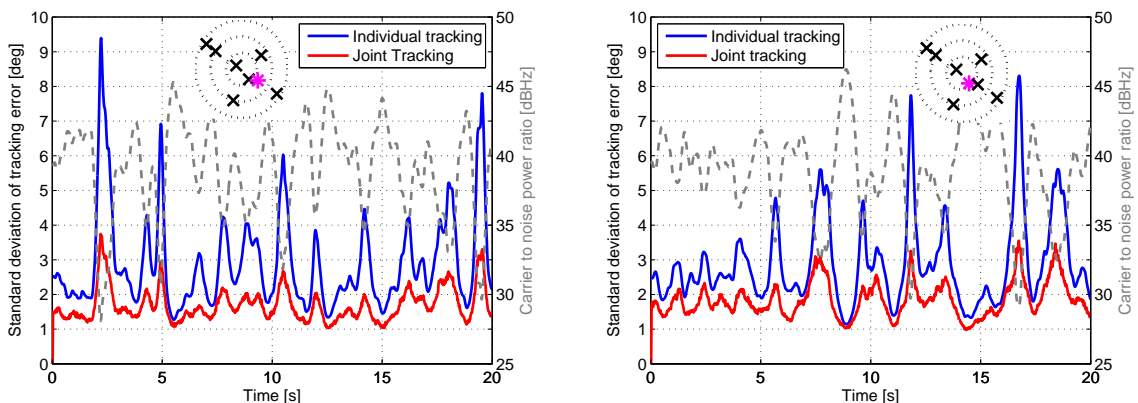 Standard deviation of tracking error [deg]
10
9
8
7
6
5
4
3
2
1
0
Individual tracking
Joint Tracking
50
45
40
35
30
25
Carrier to noise power ratio [dBHz]
0 5 10 15 20
Time [s]
Standard deviation of tracking error [deg]
10
9
8
7
6
5
4
3
2
1
0
Individual tracking
Joint tracking
50
45
40
35
30
25
Carrier to noise power ratio [dBHz]
0 5 10 15 20
Time [s]